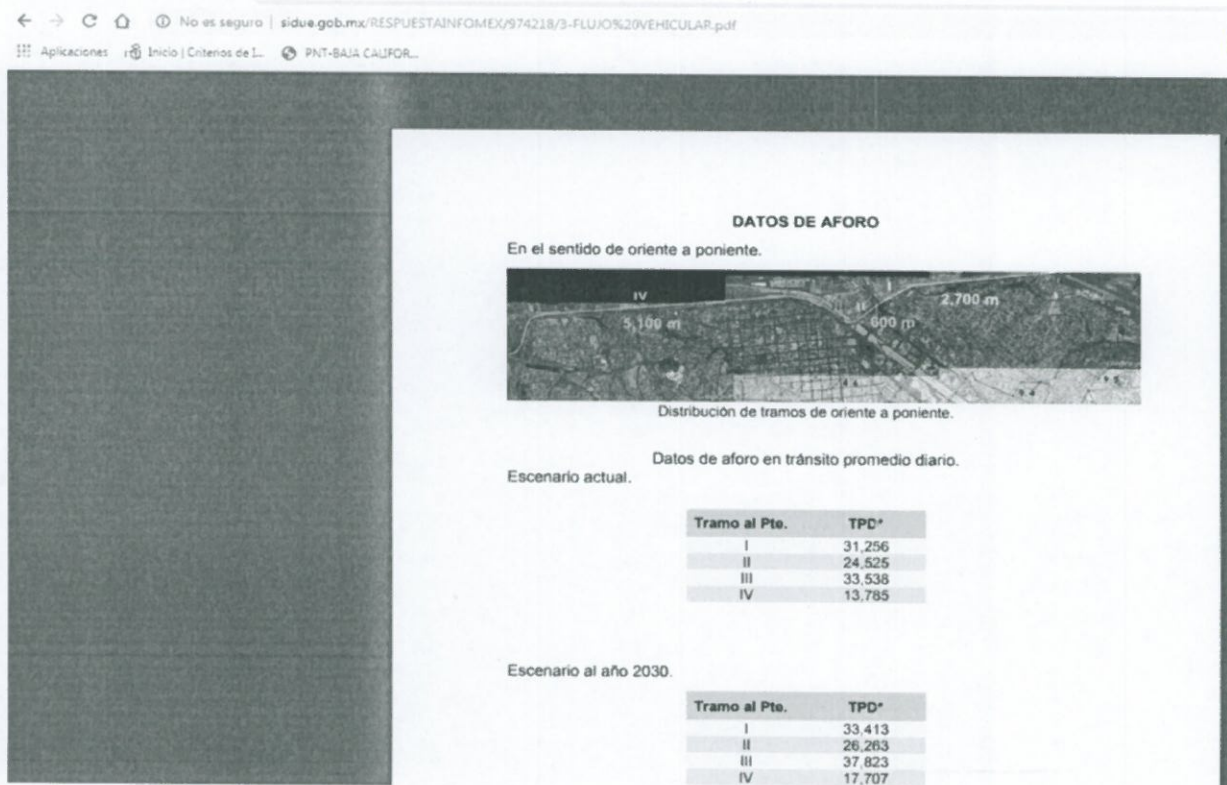 No es seguro | sidue.gob.mx/RESPUESTAINFOMEX/974218/3-FLUJO%20VEHICULAR.pdf
Aplicaciones Inicio | Criterios de I... PNT-BAJA CALIFOR...
DATOS DE AFORO
En el sentido de oriente a poniente.
IV
5,100 m
II
600 m
I
2,700 m
Distribución de tramos de oriente a poniente.
Datos de aforo en tránsito promedio diario.
Escenario actual.
Tramo al Pte. TPD*
I 31,256
II 24,525
III 33,538
IV 13,785
Escenario al año 2030.
Tramo al Pte. TPD*
I 33,413
II 26,263
III 37,823
IV 17,707